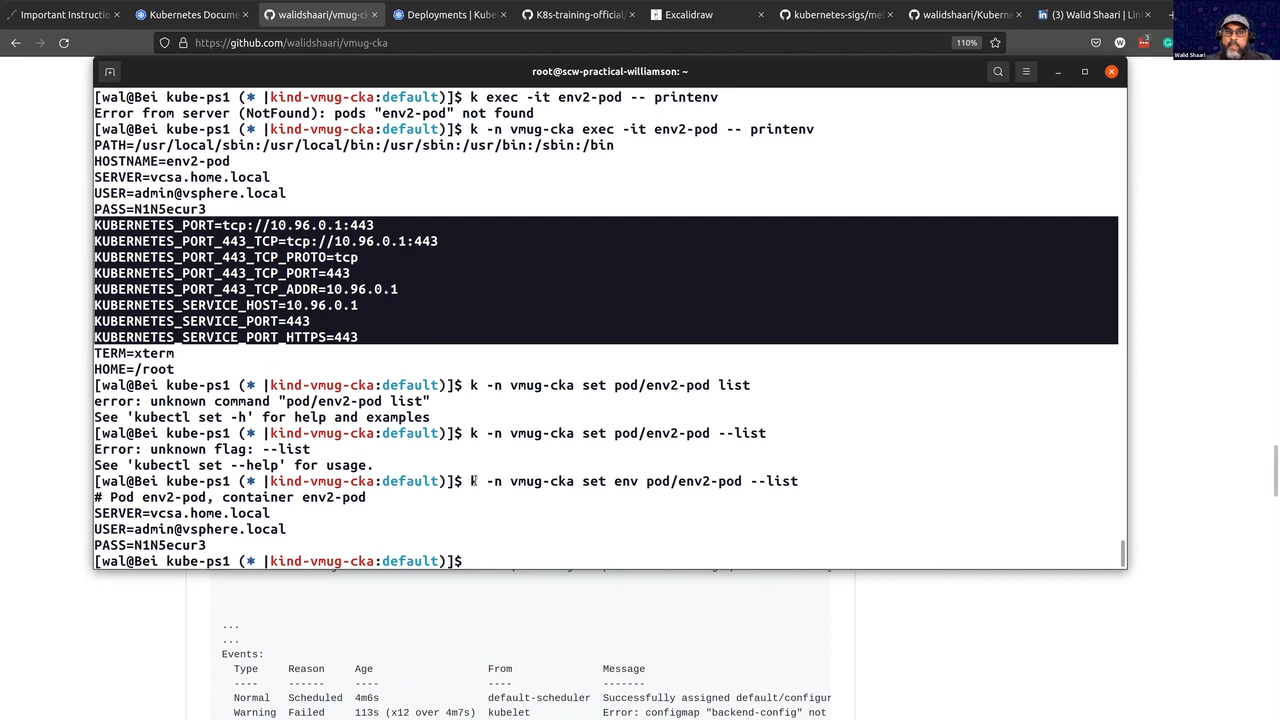 Important Instructio
Kubernetes Docume
walidshaari/vmug-ck
Deployments | Kube
K8s-training-official/
Excalidraw
kubernetes-sigs/me
walidshaari/Kubern
(3) Walid Shaari | Lin
https://github.com/walidshaari/vmug-cka
110%
Walid Shaari
root@scw-practical-williamson: ~
[wal@Bei kube-ps1 (⎈ |kind-vmug-cka:default)]$ k exec -it env2-pod -- printenv
Error from server (NotFound): pods "env2-pod" not found
[wal@Bei kube-ps1 (⎈ |kind-vmug-cka:default)]$ k -n vmug-cka exec -it env2-pod -- printenv
PATH=/usr/local/sbin:/usr/local/bin:/usr/sbin:/usr/bin:/sbin:/bin
HOSTNAME=env2-pod
SERVER=vcsa.home.local
USER=admin@vsphere.local
PASS=N1N5ecur3
KUBERNETES_PORT=tcp://10.96.0.1:443
KUBERNETES_PORT_443_TCP=tcp://10.96.0.1:443
KUBERNETES_PORT_443_TCP_PROTO=tcp
KUBERNETES_PORT_443_TCP_PORT=443
KUBERNETES_PORT_443_TCP_ADDR=10.96.0.1
KUBERNETES_SERVICE_HOST=10.96.0.1
KUBERNETES_SERVICE_PORT=443
KUBERNETES_SERVICE_PORT_HTTPS=443
TERM=xterm
HOME=/root
[wal@Bei kube-ps1 (⎈ |kind-vmug-cka:default)]$ k -n vmug-cka set pod/env2-pod list
error: unknown command "pod/env2-pod list"
See 'kubectl set -h' for help and examples
[wal@Bei kube-ps1 (⎈ |kind-vmug-cka:default)]$ k -n vmug-cka set pod/env2-pod --list
Error: unknown flag: --list
See 'kubectl set --help' for usage.
[wal@Bei kube-ps1 (⎈ |kind-vmug-cka:default)]$ k -n vmug-cka set env pod/env2-pod --list
# Pod env2-pod, container env2-pod
SERVER=vcsa.home.local
USER=admin@vsphere.local
PASS=N1N5ecur3
[wal@Bei kube-ps1 (⎈ |kind-vmug-cka:default)]$
...
...
Events:
Type Reason Age From Message
---- ------ ---- ---- -------
Normal Scheduled 4m6s default-scheduler Successfully assigned default/configur
Warning Failed 113s (x12 over 4m7s) kubelet Error: configmap "backend-config" not